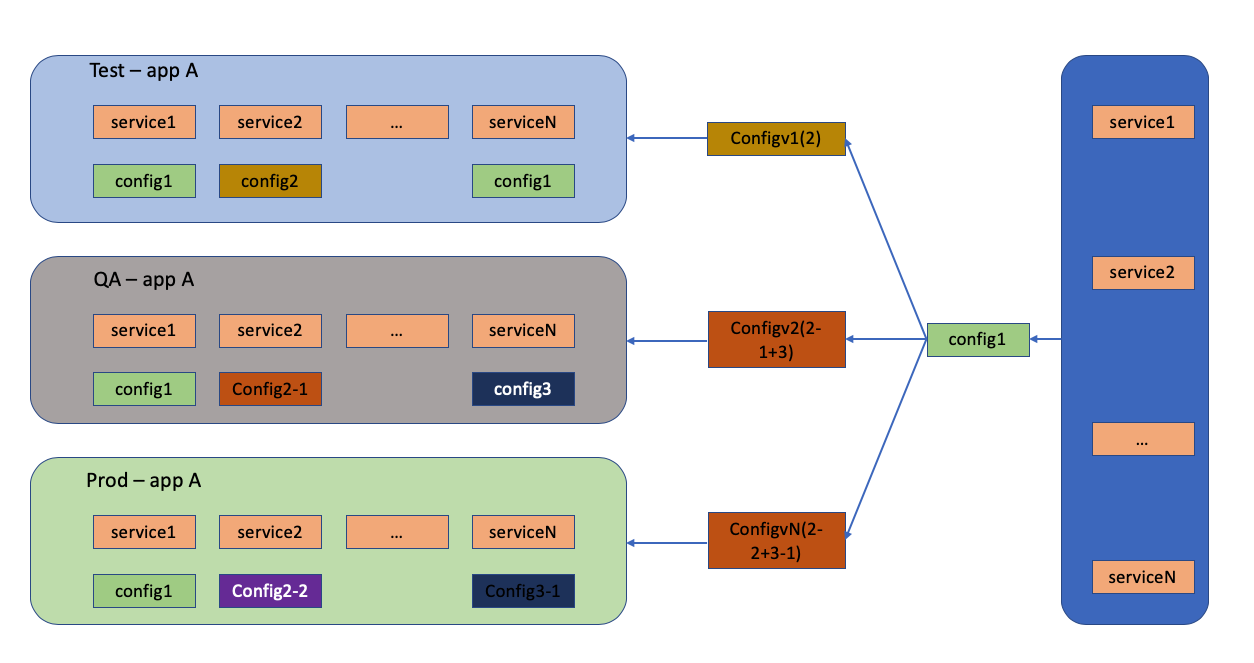 Test – app A
service1
service2
...
serviceN
config1
config2
config1
QA – app A
service1
service2
...
serviceN
config1
Config2-1
config3
Prod – app A
service1
service2
...
serviceN
config1
Config2-2
Config3-1
Configv1(2)
Configv2(2-
1+3)
ConfigvN(2-
2+3-1)
config1
service1
service2
...
serviceN